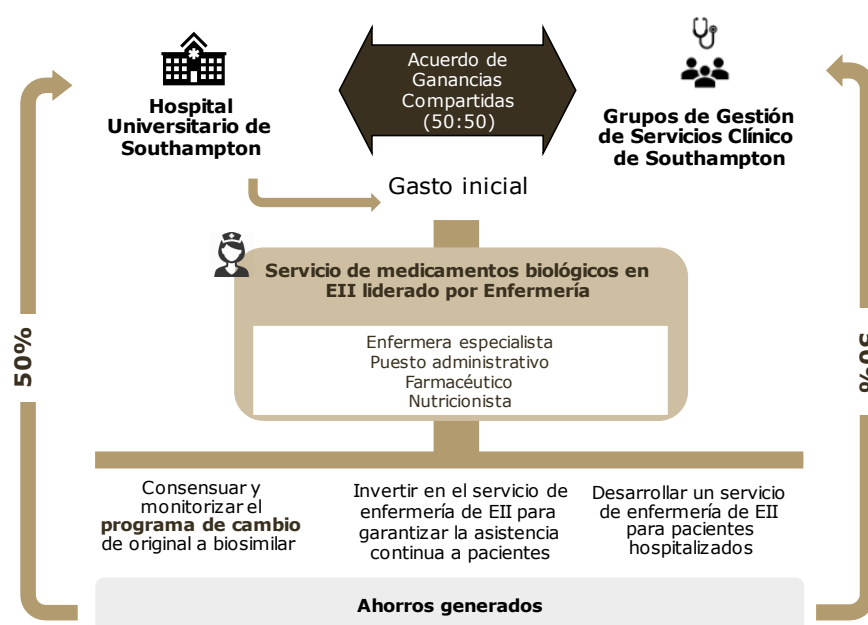 Hospital
Universitario de
Southampton
Acuerdo de
Ganancias
Compartidas
(50:50)
Grupos de Gestión
de Servicios Clínico
de Southampton
Gasto inicial
Servicio de medicamentos biológicos en
EII liderado por Enfermería
Enfermera especialista
Puesto administrativo
Farmacéutico
Nutricionista
50%
50%
Consensuar y
monitorizar el
programa de cambio
de original a biosimilar
Invertir en el servicio de
enfermería de EII para
garantizar la asistencia
continua a pacientes
Desarrollar un servicio
de enfermería de EII
para pacientes
hospitalizados
Ahorros generados